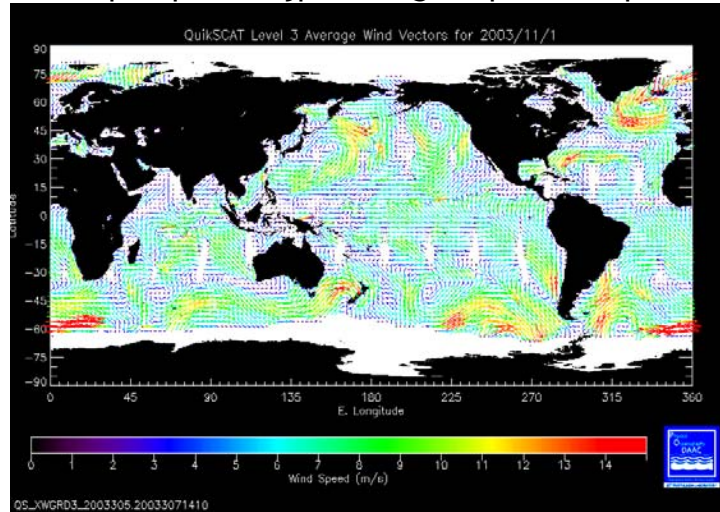 QuikSCAT Level 3 Average Wind Vectors for 2003/11/1
90
75
60
45
30
15
0
−15
−30
−45
−60
−75
−90
Latitude
0 45 90 135 180 225 270 315 360
E. Longitude
0 1 2 3 4 5 6 7 8 9 10 11 12 13 14
Wind Speed (m/s)
DAAC
QS_XWGRD3_2003305.20033071410